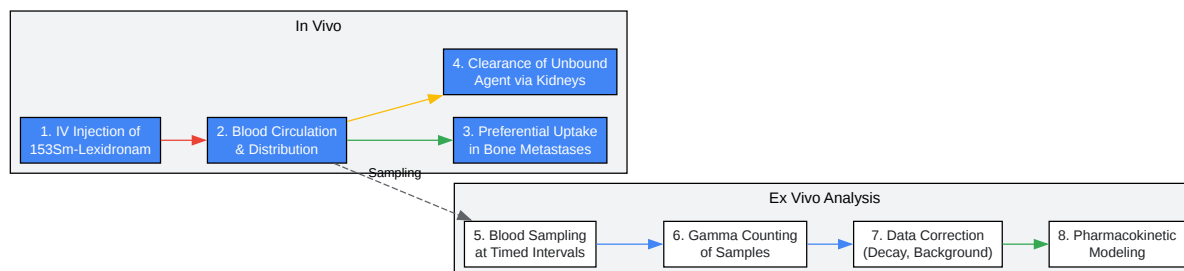 In Vivo
4. Clearance of Unbound
Agent via Kidneys
1. IV Injection of
153Sm-Lexidronam
2. Blood Circulation
& Distribution
3. Preferential Uptake
in Bone Metastases
Sampling
Ex Vivo Analysis
5. Blood Sampling
at Timed Intervals
6. Gamma Counting
of Samples
7. Data Correction
(Decay, Background)
8. Pharmacokinetic
Modeling